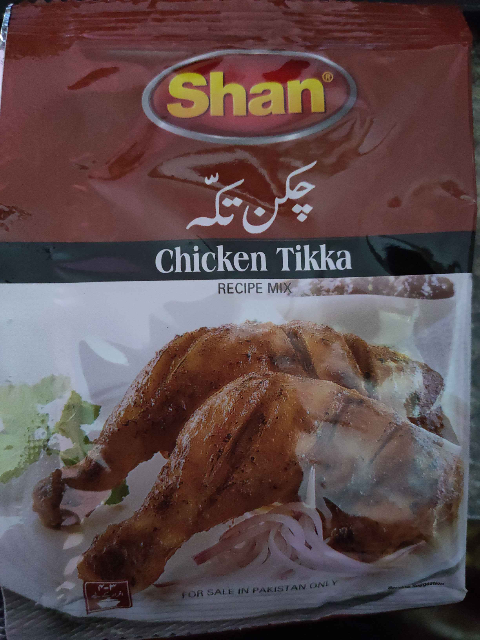 Shan®
چکن تکّہ
Chicken Tikka
RECIPE MIX
FOR SALE IN PAKISTAN ONLY